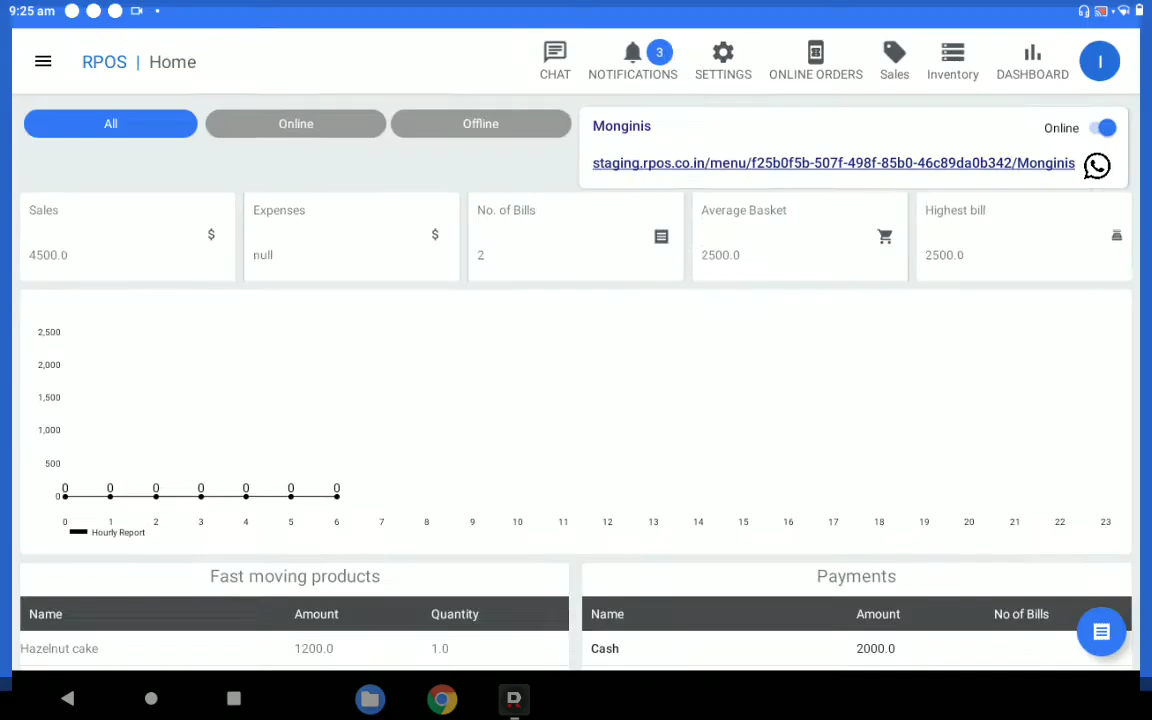 9:25 am
RPOS | Home
CHAT
3
NOTIFICATIONS
SETTINGS
ONLINE ORDERS
Sales
Inventory
DASHBOARD
I
All
Online
Offline
Monginis
Online
staging.rpos.co.in/menu/f25b0f5b-507f-498f-85b0-46c89da0b342/Monginis
Sales
$
4500.0
Expenses
$
null
No. of Bills
2
Average Basket
2500.0
Highest bill
2500.0
2,500
2,000
1,500
1,000
500
0
0 0 0 0 0 0 0
0 1 2 3 4 5 6 7 8 9 10 11 12 13 14 15 16 17 18 19 20 21 22 23
Hourly Report
Fast moving products
Name Amount Quantity
Hazelnut cake 1200.0 1.0
Payments
Name Amount No of Bills
Cash 2000.0